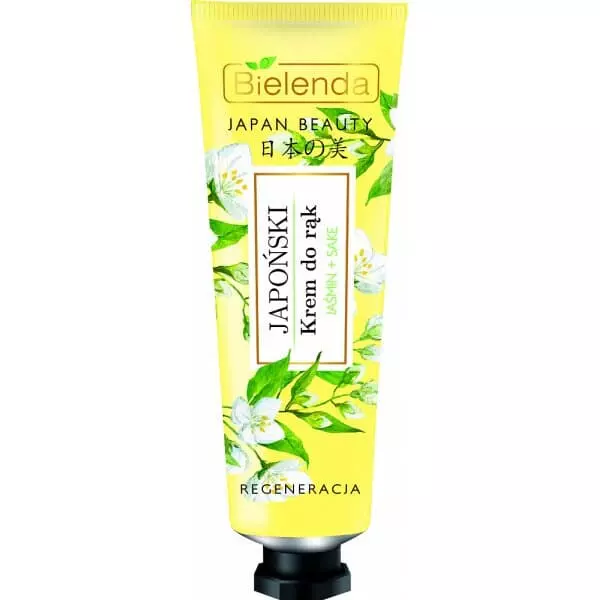 Bielenda
JAPAN BEAUTY
日本の美
JAPOŃSKI
Krem do rąk
JAŚMIN + SAKE
REGENERACJA